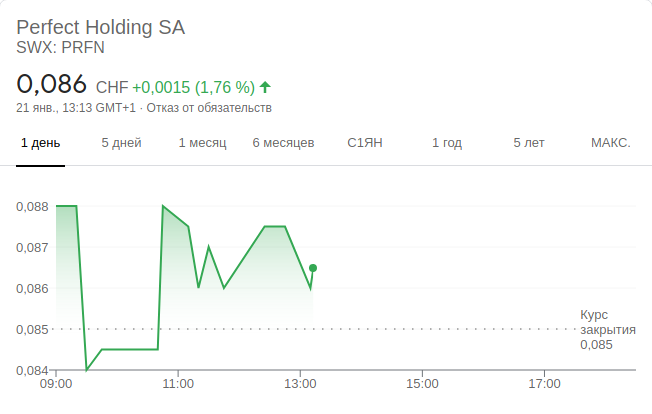 Perfect Holding SA
SWX: PRFN
0,086 CHF +0,0015 (1,76 %)
21 янв., 13:13 GMT+1 · Отказ от обязательств
1 день 5 дней 1 месяц 6 месяцев С1ЯН 1 год 5 лет МАКС.
0,088
0,087
0,086
0,085
0,084
Курс
закрытия
0,085
09:00 11:00 13:00 15:00 17:00